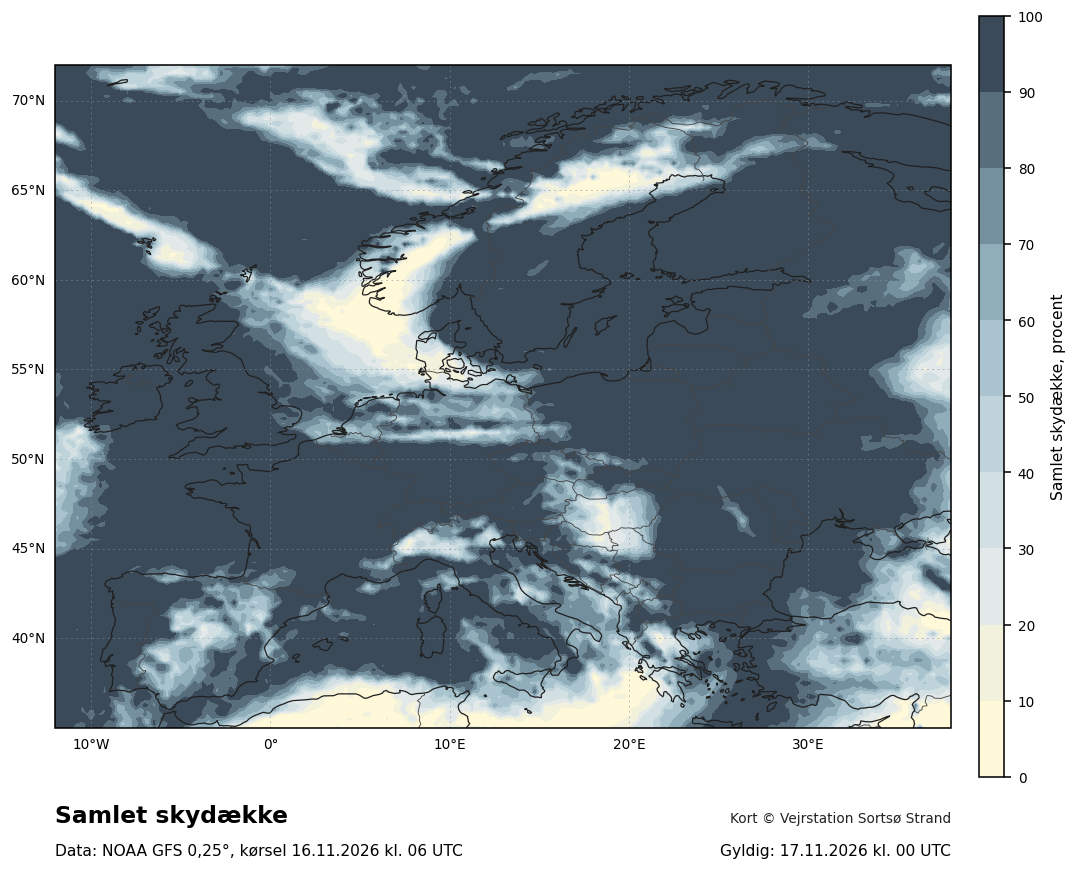 100
90
80
70
60
50
40
30
20
10
0
Samlet skydække, procent
70°N
65°N
60°N
55°N
50°N
45°N
40°N
10°W
0°
10°E
20°E
30°E
Samlet skydække
Kort © Vejrstation Sortsø Strand
Data: NOAA GFS 0,25°, kørsel 16.11.2026 kl. 06 UTC
Gyldig: 17.11.2026 kl. 00 UTC